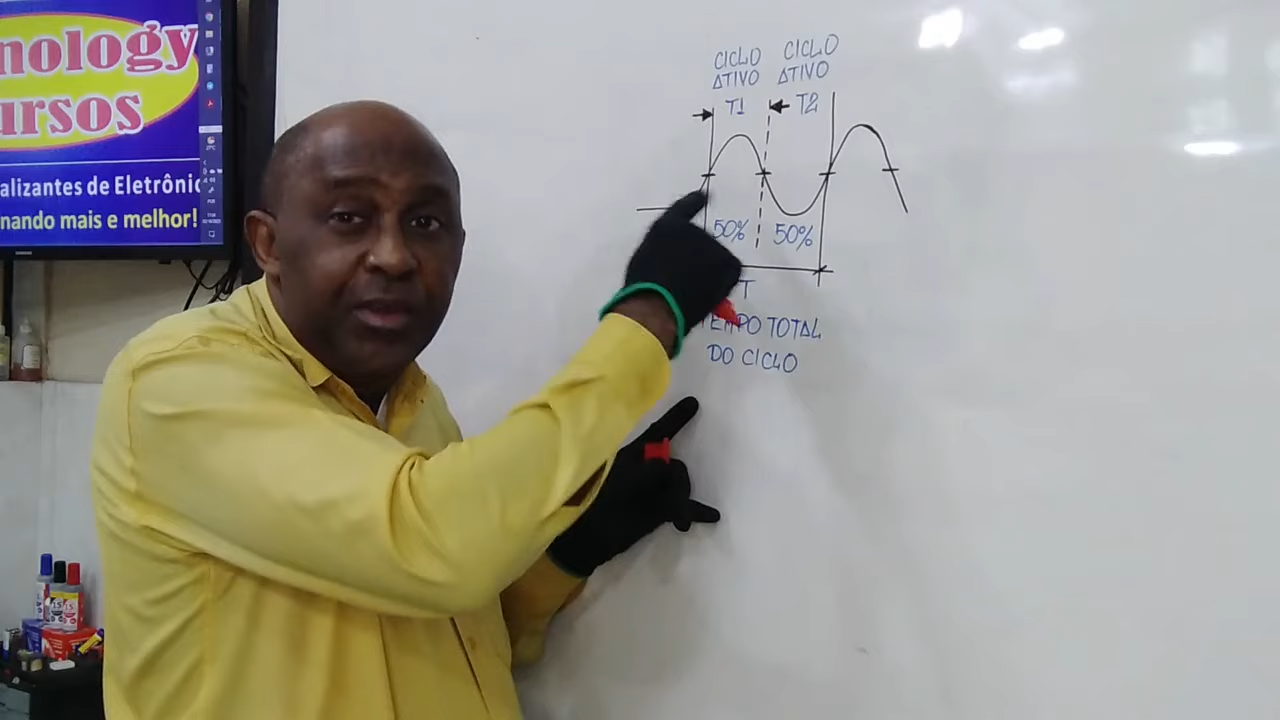 nology
ursos
alizantes de Eletrônic
nando mais e melhor!
CICLO CICLO
ATIVO ATIVO
T1 T2
50% 50%
T
TEMPO TOTAL
DO CICLO